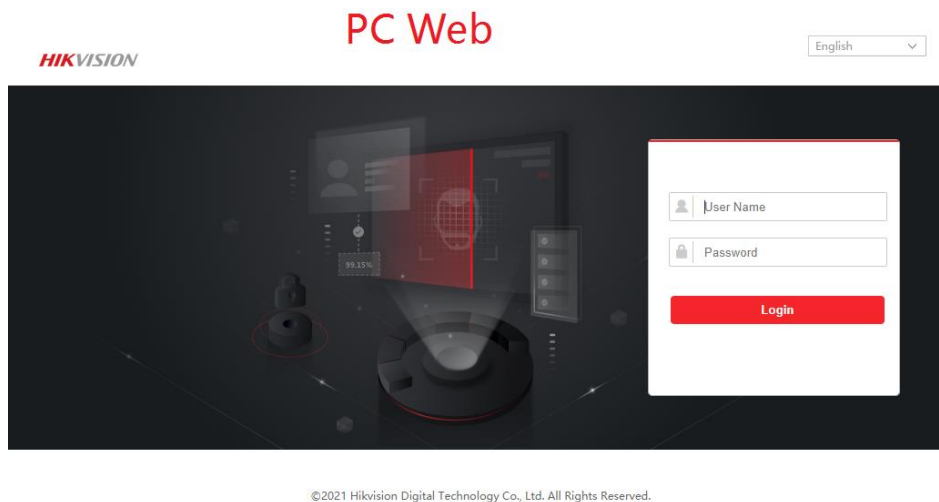 PC Web
HIKVISION
English
User Name
99.15%
Password
Login
©2021 Hikvision Digital Technology Co., Ltd. All Rights Reserved.